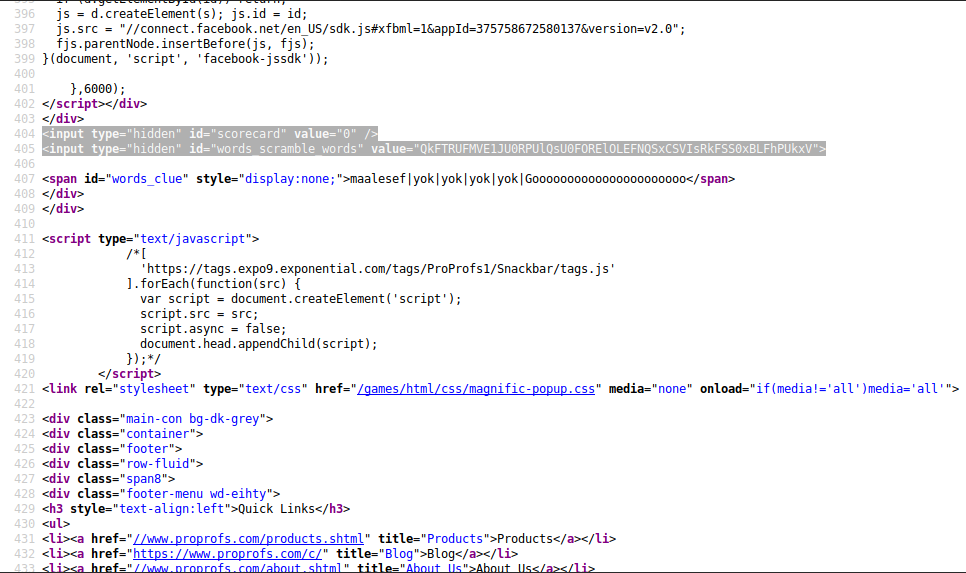 395 if (d.getElementById(id)) return;
396 js = d.createElement(s); js.id = id;
397 js.src = "//connect.facebook.net/en_US/sdk.js#xfbml=1&appId=375758672580137&version=v2.0";
398 fjs.parentNode.insertBefore(js, fjs);
399 }(document, 'script', 'facebook-jssdk'));
400
401 },6000);
402 </script></div>
403 </div>
404 <input type="hidden" id="scorecard" value="0" />
405 <input type="hidden" id="words_scramble_words" value="QkFTRUFMVE1JU0RPUlQsU0FORElOLEFNQSxCSVIsRkFSS0xBLFhPUkxV">
406
407 <span id="words_clue" style="display:none;">maalesef|yok|yok|yok|yok|Goooooooooooooooooooooo</span>
408 </div>
409 </div>
410
411 <script type="text/javascript">
412 /*[
413 'https://tags.expo9.exponential.com/tags/ProProfs1/Snackbar/tags.js'
414 ].forEach(function(src) {
415 var script = document.createElement('script');
416 script.src = src;
417 script.async = false;
418 document.head.appendChild(script);
419 });*/
420 </script>
421 <link rel="stylesheet" type="text/css" href="/games/html/css/magnific-popup.css" media="none" onload="if(media!='all')media='all'">
422
423 <div class="main-con bg-dk-grey">
424 <div class="container">
425 <div class="footer">
426 <div class="row-fluid">
427 <div class="span8">
428 <div class="footer-menu wd-eihty">
429 <h3 style="text-align:left">Quick Links</h3>
430 <ul>
431 <li><a href="//www.proprofs.com/products.shtml" title="Products">Products</a></li>
432 <li><a href="https://www.proprofs.com/c/" title="Blog">Blog</a></li>
433 <li><a href="//www.proprofs.com/about.shtml" title="About Us">About Us</a></li>